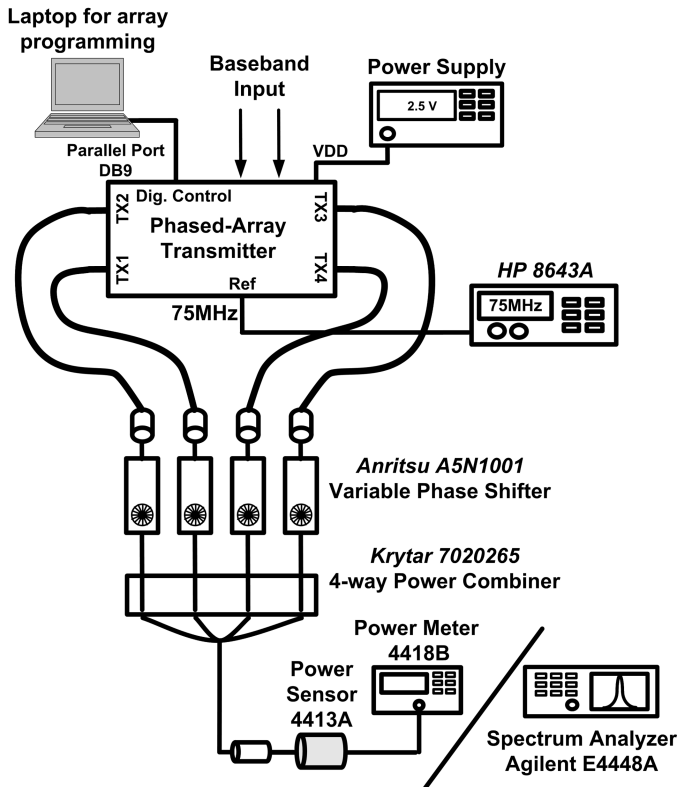 Laptop for array
programming
Baseband
Input
Power Supply
2.5 V
Parallel Port
DB9
VDD
TX2
Dig. Control
TX3
Phased-Array
Transmitter
TX1
TX4
Ref
75MHz
HP 8643A
75MHz
Anritsu A5N1001
Variable Phase Shifter
Krytar 7020265
4-way Power Combiner
Power Meter
4418B
Power
Sensor
4413A
Spectrum Analyzer
Agilent E4448A